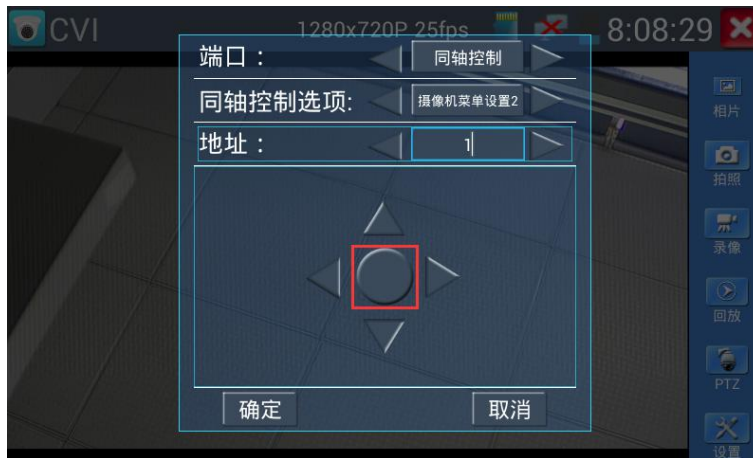 CVI 1280x720P 25fps 8:08:29
端口： 同轴控制
同轴控制选项: 摄像机菜单设置2
地址： 1
相片
拍照
录像
回放
PTZ
设置
确定 取消